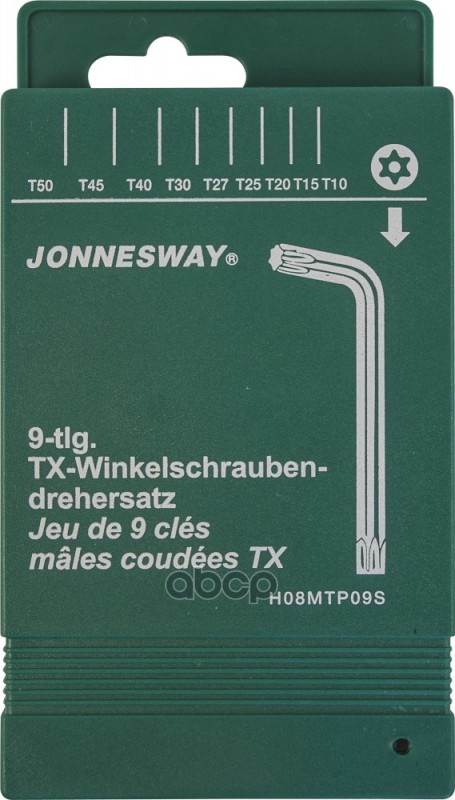 T50 T45 T40 T30 T27 T25 T20 T15 T10
JONNESWAY®
9-tlg.
TX-Winkelschrauben-
drehersatz
Jeu de 9 clés
mâles coudées TX
abcp
H08MTP09S